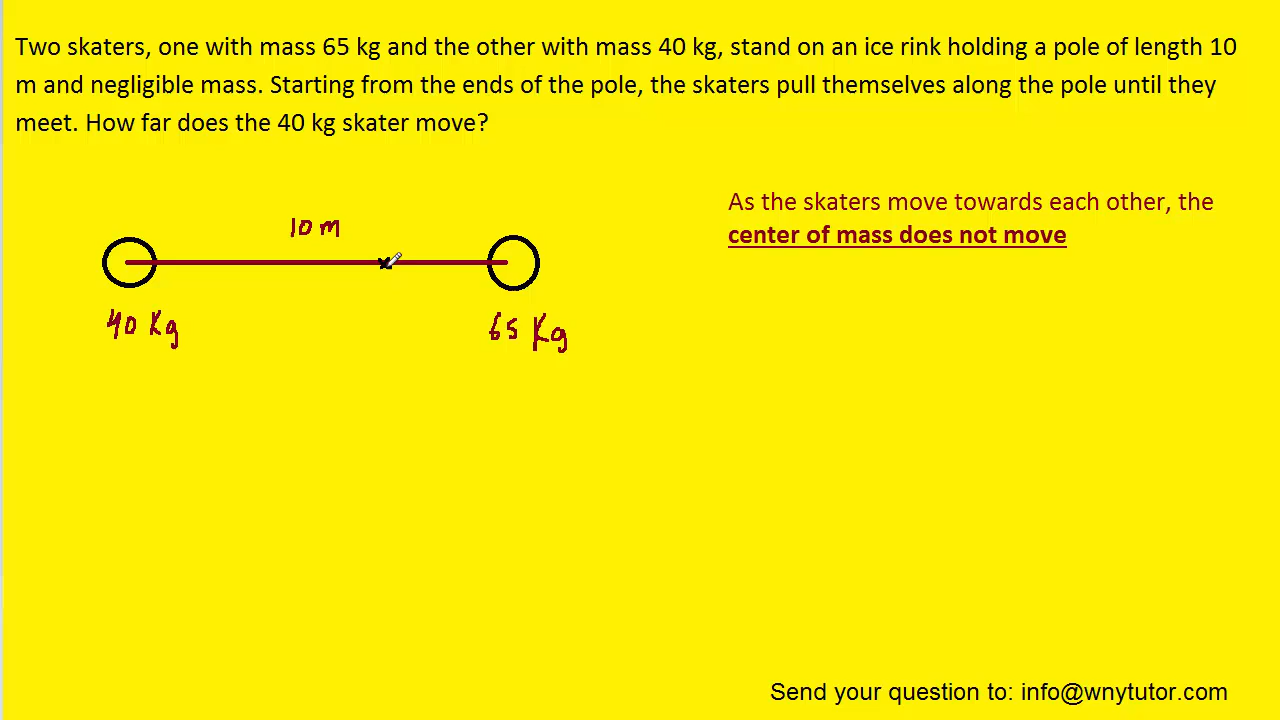 Two skaters, one with mass 65 kg and the other with mass 40 kg, stand on an ice rink holding a pole of length 10
m and negligible mass. Starting from the ends of the pole, the skaters pull themselves along the pole until they
meet. How far does the 40 kg skater move?
As the skaters move towards each other, the
center of mass does not move
10 m
40 Kg
65 Kg
Send your question to: info@wnytutor.com